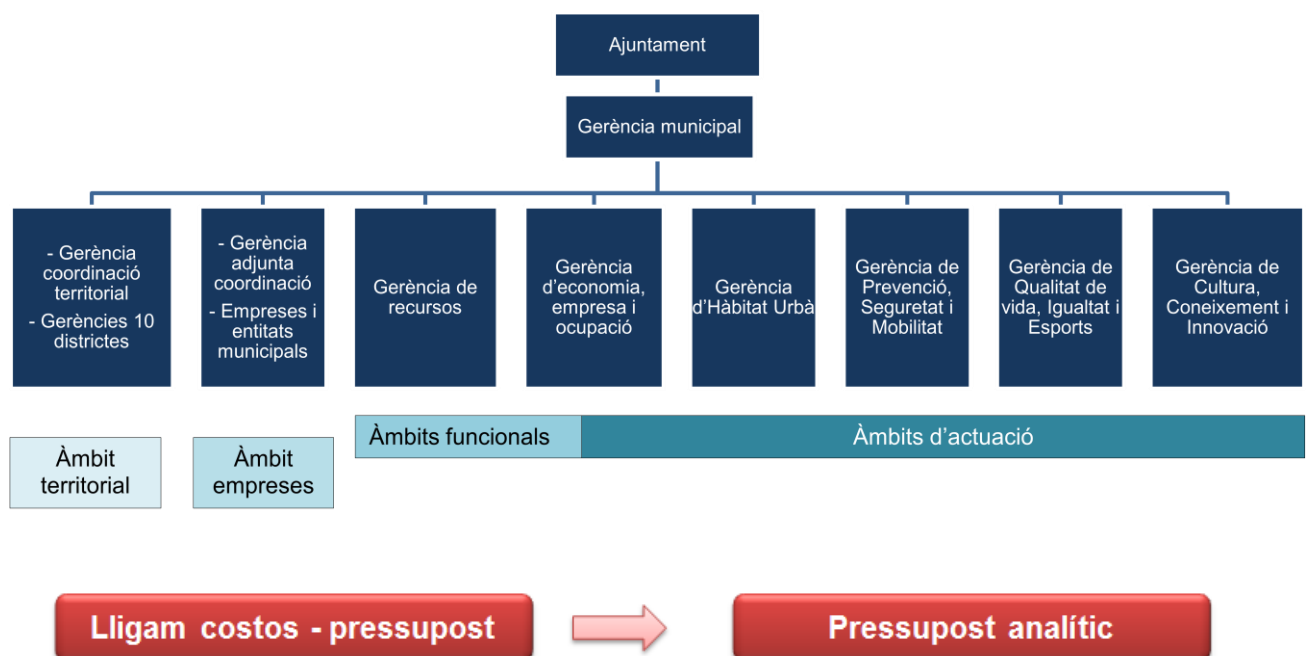 Ajuntament
Gerència municipal
- Gerència
coordinació
territorial
- Gerències 10
districtes
- Gerència
adjunta
coordinació
- Empreses i
entitats
municipals
Gerència de
recursos
Gerència
d'economia,
empresa i
ocupació
Gerència
d'Hàbitat Urbà
Gerència de
Prevenció,
Seguretat i
Mobilitat
Gerència de
Qualitat de
vida, Igualtat i
Esports
Gerència de
Cultura,
Coneixement i
Innovació
Àmbit
territorial
Àmbit
empreses
Àmbits funcionals
Àmbits d'actuació
Lligam costos - pressupost
Pressupost analític